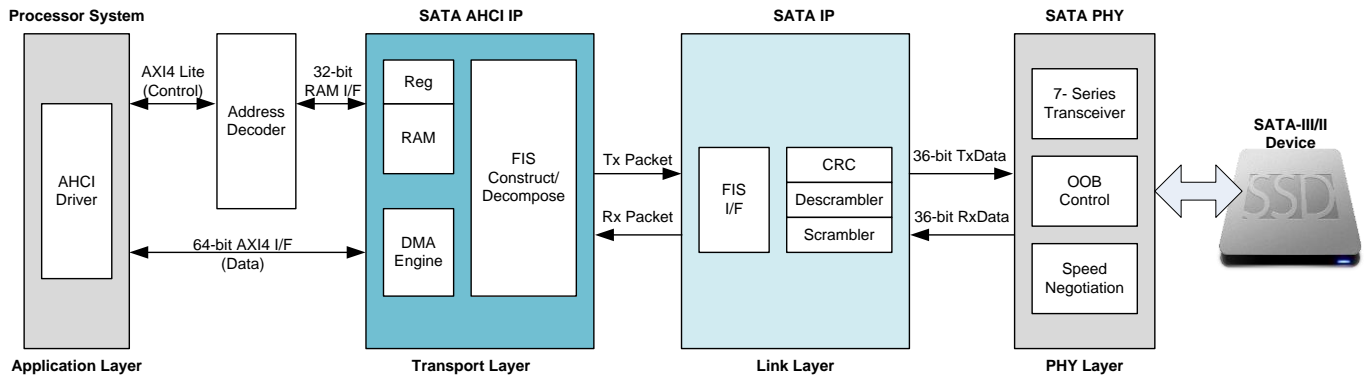 Processor System
SATA AHCI IP
SATA IP
SATA PHY
AXI4 Lite
(Control)
Address
Decoder
32-bit
RAM I/F
Reg
RAM
FIS
Construct/
Decompose
DMA
Engine
AHCI
Driver
64-bit AXI4 I/F
(Data)
Tx Packet
Rx Packet
FIS
I/F
CRC
Descrambler
Scrambler
36-bit TxData
36-bit RxData
7- Series
Transceiver
OOB
Control
Speed
Negotiation
SATA-III/II
Device
SSD
Application Layer
Transport Layer
Link Layer
PHY Layer